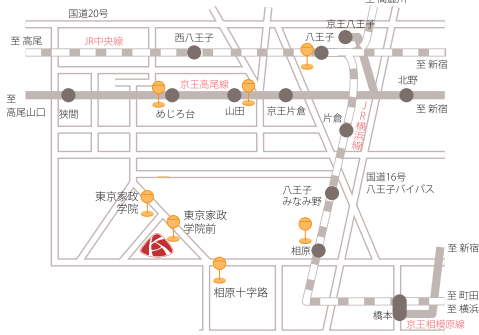 至高麗川
国道20号
京王八王子
至 高尾
JR中央線
西八王子
八王子
至 新宿
北野
京王高尾線
至
高尾山口
狭間
めじろ台
山田
京王片倉
片倉
JR横浜線
至 新宿
国道16号
八王子バイパス
八王子
みなみ野
東京家政
学院
東京家政
学院前
相原
相原十字路
至 新宿
至 町田
至 横浜
橋本
京王相模原線